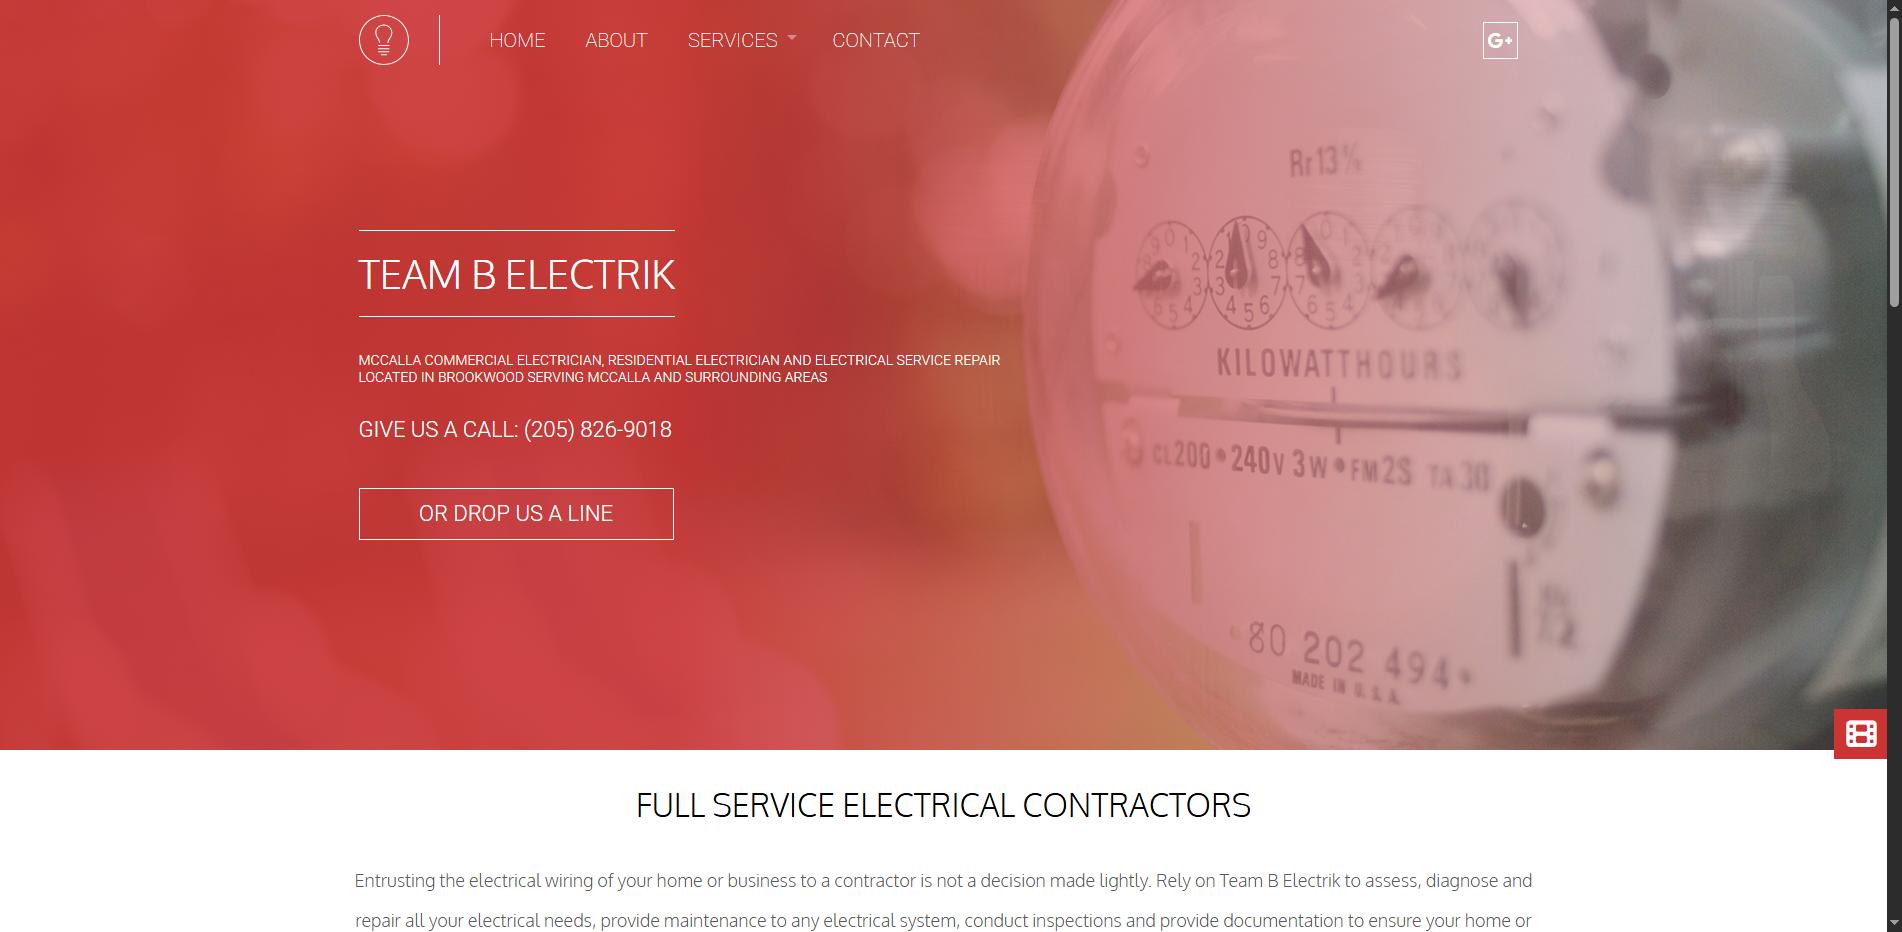 HOME ABOUT SERVICES CONTACT
G+
TEAM B ELECTRIK
MCCALLA COMMERCIAL ELECTRICIAN, RESIDENTIAL ELECTRICIAN AND ELECTRICAL SERVICE REPAIR
LOCATED IN BROOKWOOD SERVING MCCALLA AND SURROUNDING AREAS
GIVE US A CALL: (205) 826-9018
OR DROP US A LINE
KILOWATTHOURS
CL200 • 240V 3W • FM2S TA 30
80 202 494
MADE IN U.S.A.
FULL SERVICE ELECTRICAL CONTRACTORS
Entrusting the electrical wiring of your home or business to a contractor is not a decision made lightly. Rely on Team B Electrik to assess, diagnose and
repair all your electrical needs, provide maintenance to any electrical system, conduct inspections and provide documentation to ensure your home or